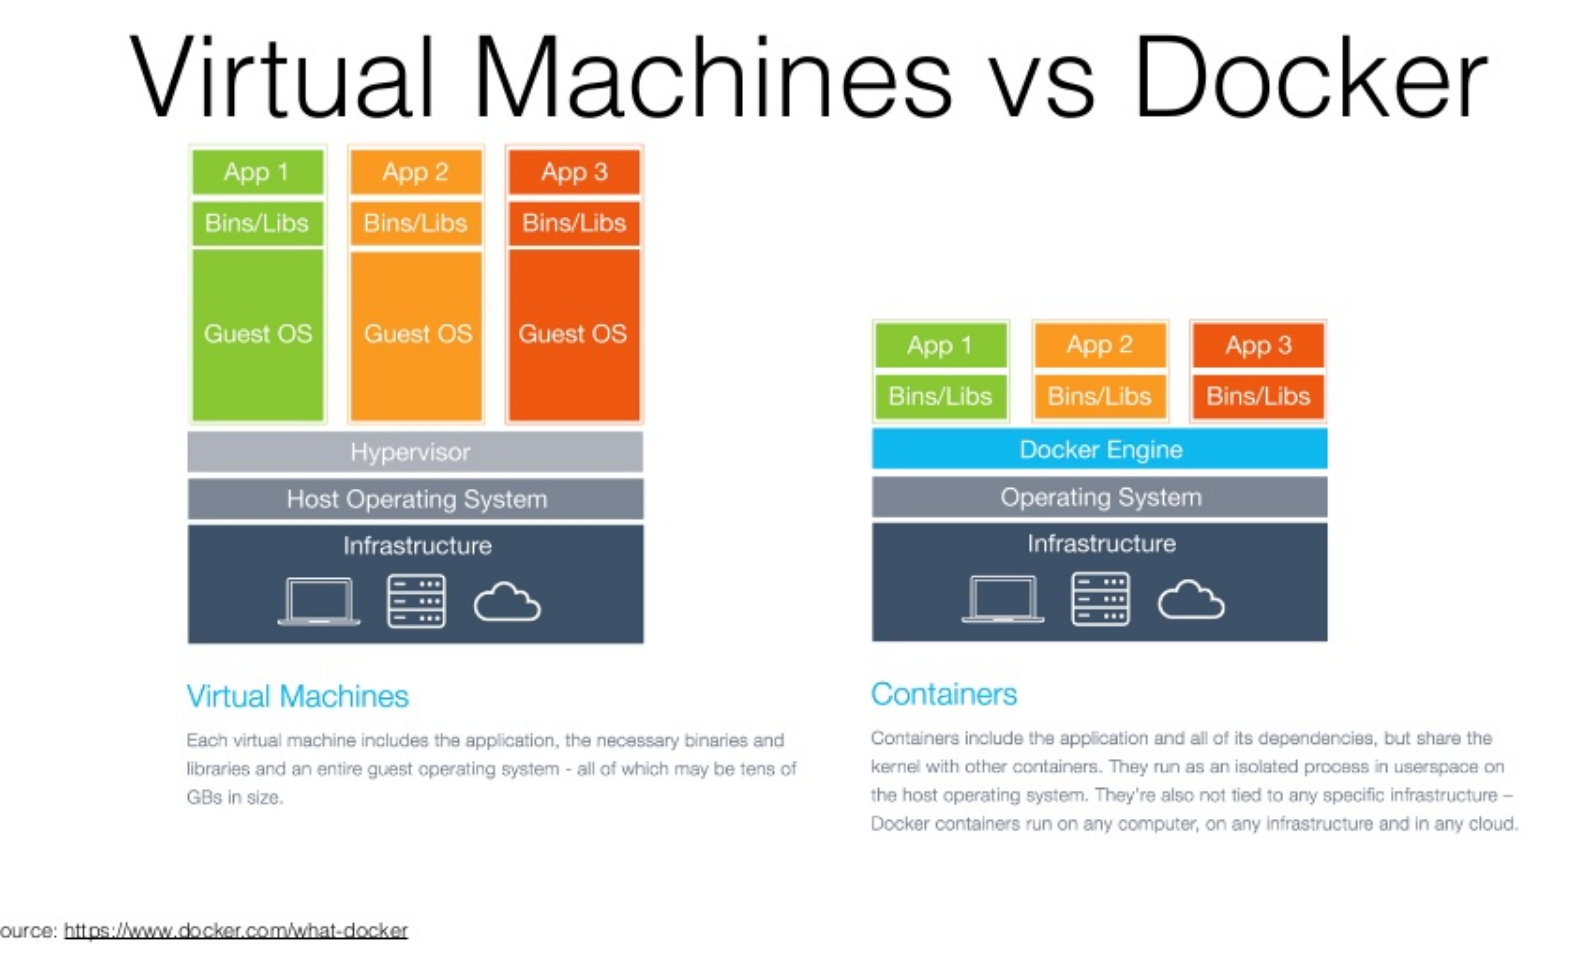 Virtual Machines vs Docker
App 1
Bins/Libs
Guest OS
App 2
Bins/Libs
Guest OS
App 3
Bins/Libs
Guest OS
Hypervisor
Host Operating System
Infrastructure
Virtual Machines
Each virtual machine includes the application, the necessary binaries and
libraries and an entire guest operating system - all of which may be tens of
GBs in size.
App 1
Bins/Libs
App 2
Bins/Libs
App 3
Bins/Libs
Docker Engine
Operating System
Infrastructure
Containers
Containers include the application and all of its dependencies, but share the
kernel with other containers. They run as an isolated process in userspace on
the host operating system. They're also not tied to any specific infrastructure –
Docker containers run on any computer, on any infrastructure and in any cloud.
ource: https://www.docker.com/what-docker